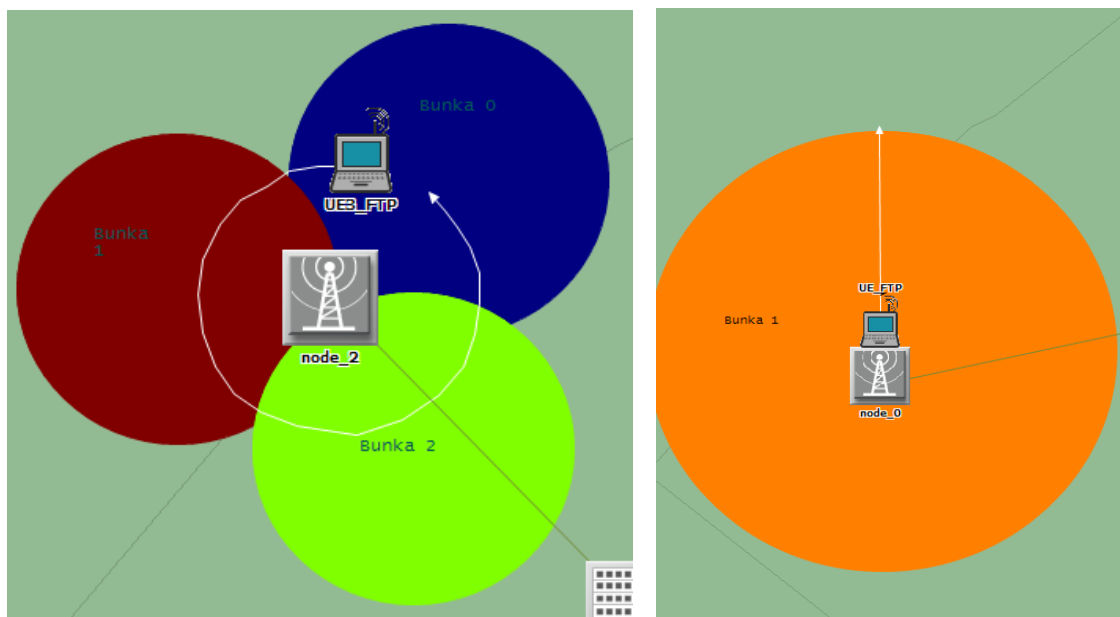 Bunka 0
UE3_FTP
Bunka
1
node_2
Bunka 2
UE_FTP
Bunka 1
node_0